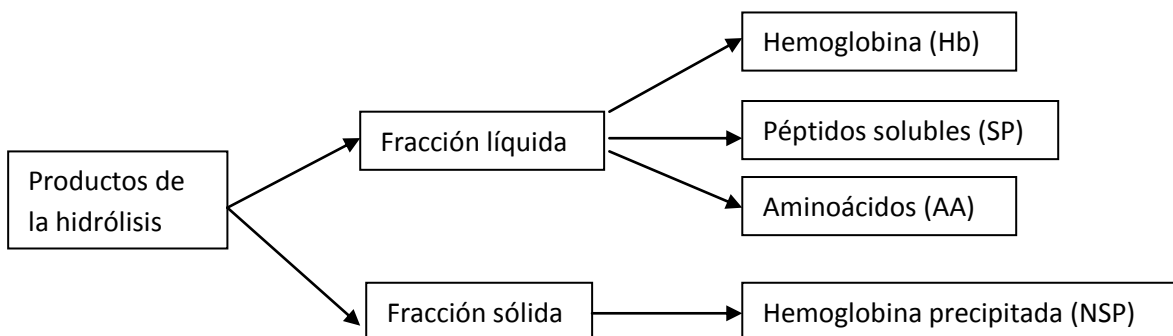 Hemoglobina (Hb)
Fracción líquida
Péptidos solubles (SP)
Productos de
la hidrólisis
Aminoácidos (AA)
Fracción sólida
Hemoglobina precipitada (NSP)